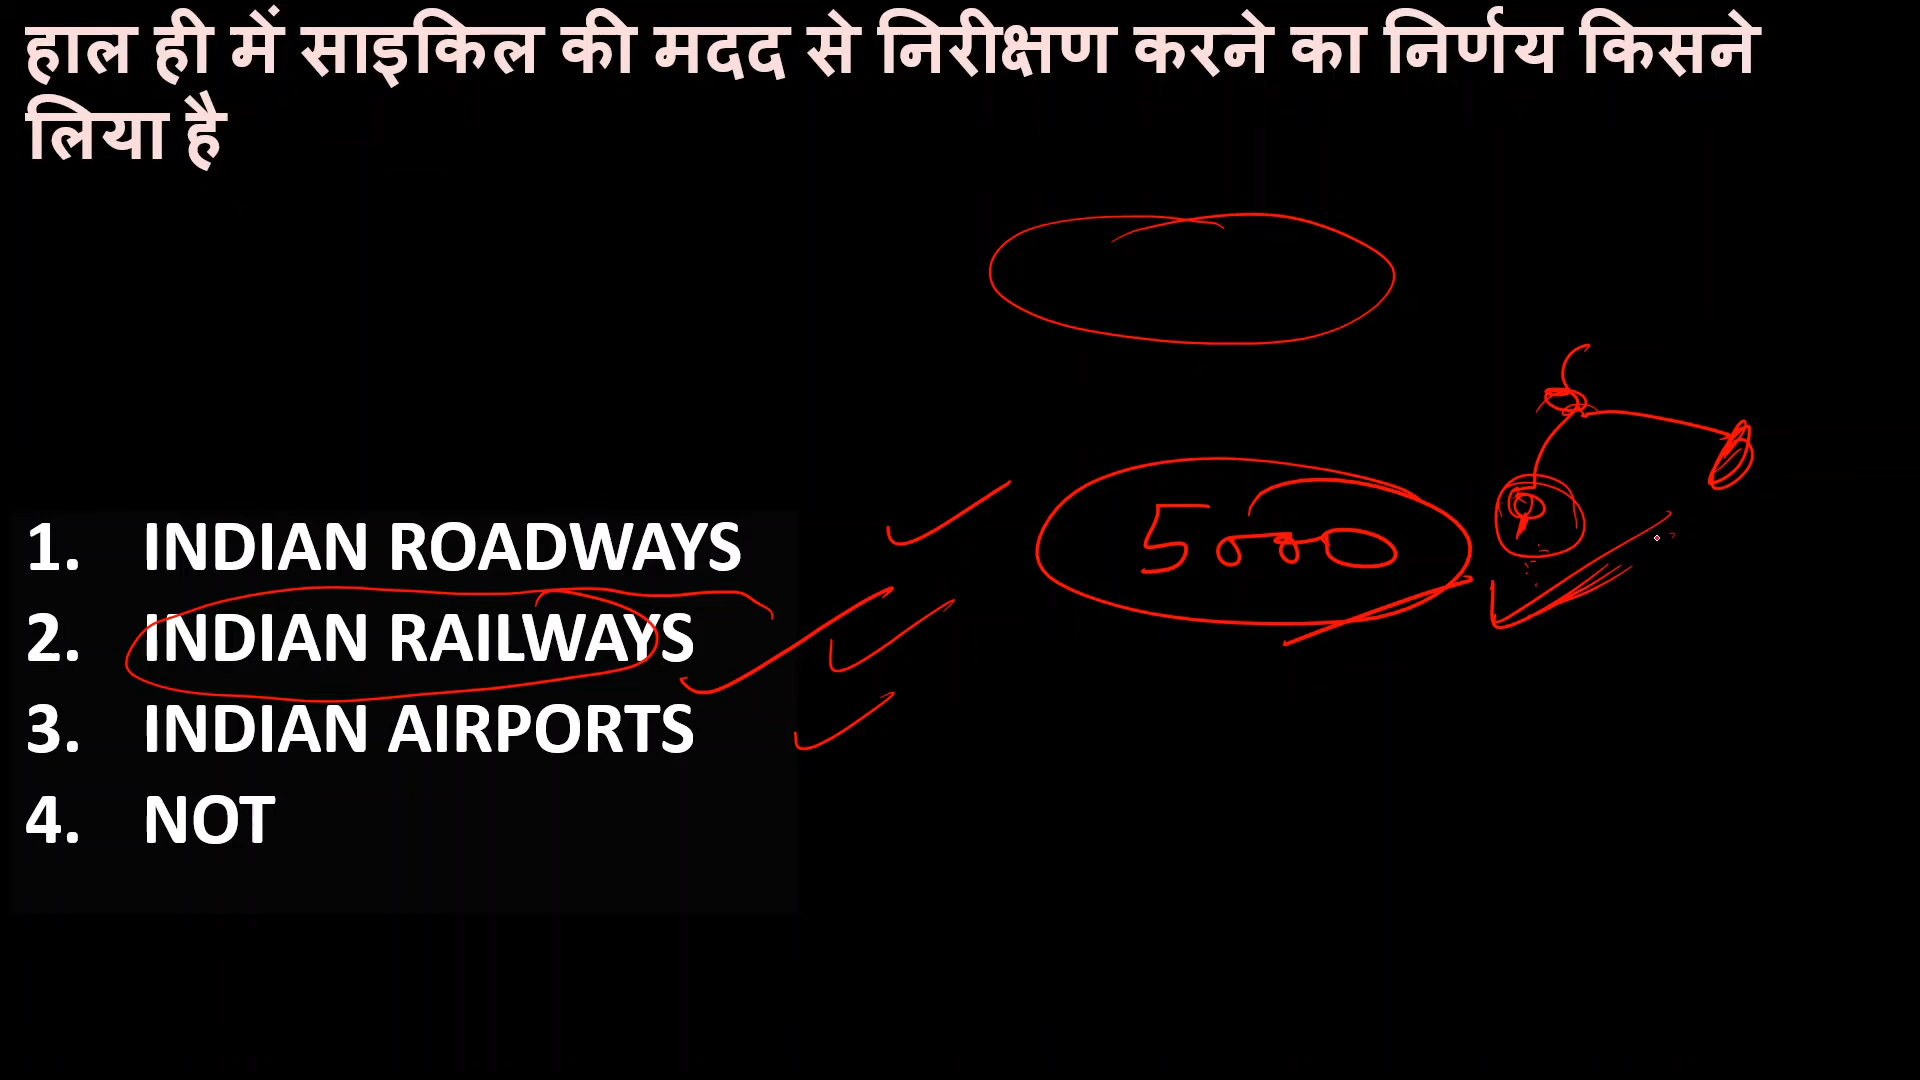 हाल ही में साइकिल की मदद से निरीक्षण करने का निर्णय किसने
लिया है
5000
1. INDIAN ROADWAYS
2. INDIAN RAILWAYS
3. INDIAN AIRPORTS
4. NOT